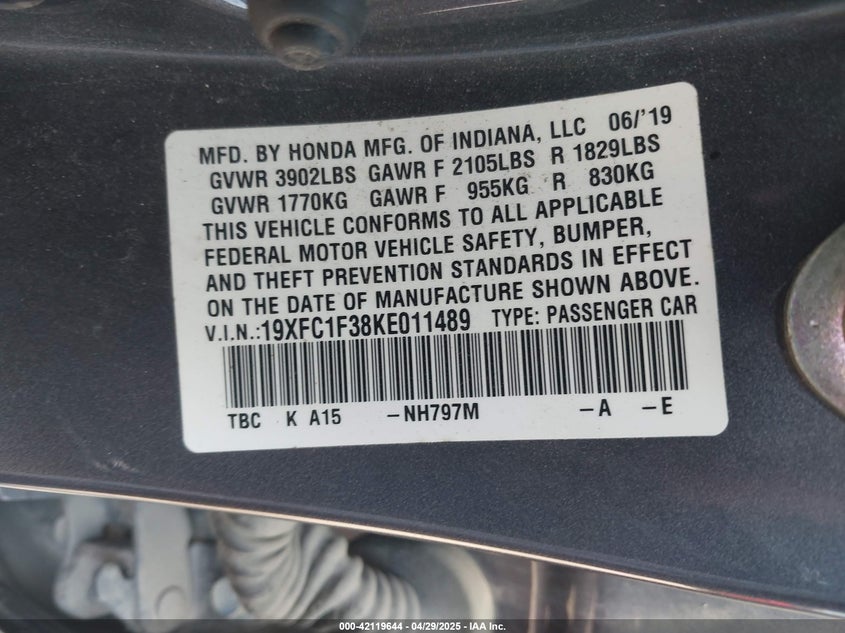 MFD. BY HONDA MFG. OF INDIANA, LLC 06/'19
GVWR 3902LBS GAWR F 2105LBS R 1829LBS
GVWR 1770KG GAWR F 955KG R 830KG
THIS VEHICLE CONFORMS TO ALL APPLICABLE
FEDERAL MOTOR VEHICLE SAFETY, BUMPER,
AND THEFT PREVENTION STANDARDS IN EFFECT
ON THE DATE OF MANUFACTURE SHOWN ABOVE.
V.I.N.:19XFC1F38KE011489 TYPE: PASSENGER CAR
TBC K A15 –NH797M –A –E
000-42119644 - 04/29/2025 - IAA Inc.